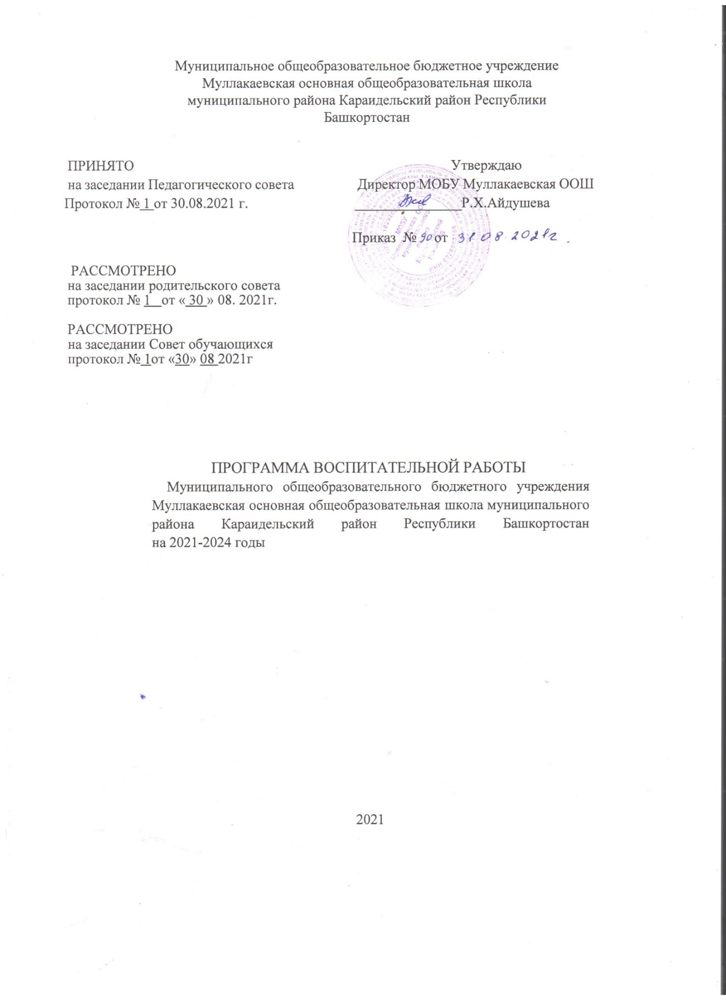 Муниципальное общеобразовательное бюджетное учреждение
Муллакаевская основная общеобразовательная школа
муниципального района Караидельский район Республики
Башкортостан
ПРИНЯТО
на заседании Педагогического совета
Протокол № 1 от 30.08.2021 г.
Утверждаю
Директор МОБУ Муллакаевская ООШ
Р.Х.Айдушева
Приказ № 90 от 31 08 2021г .
МОБУ
РАССМОТРЕНО
на заседании родительского совета
протокол № 1 от « 30 » 08. 2021г.
РАССМОТРЕНО
на заседании Совет обучающихся
протокол № 1от «30» 08 2021г
ПРОГРАММА ВОСПИТАТЕЛЬНОЙ РАБОТЫ
Муниципального общеобразовательного бюджетного учреждения
Муллакаевская основная общеобразовательная школа муниципального
района Караидельский район Республики Башкортостан
на 2021-2024 годы
2021